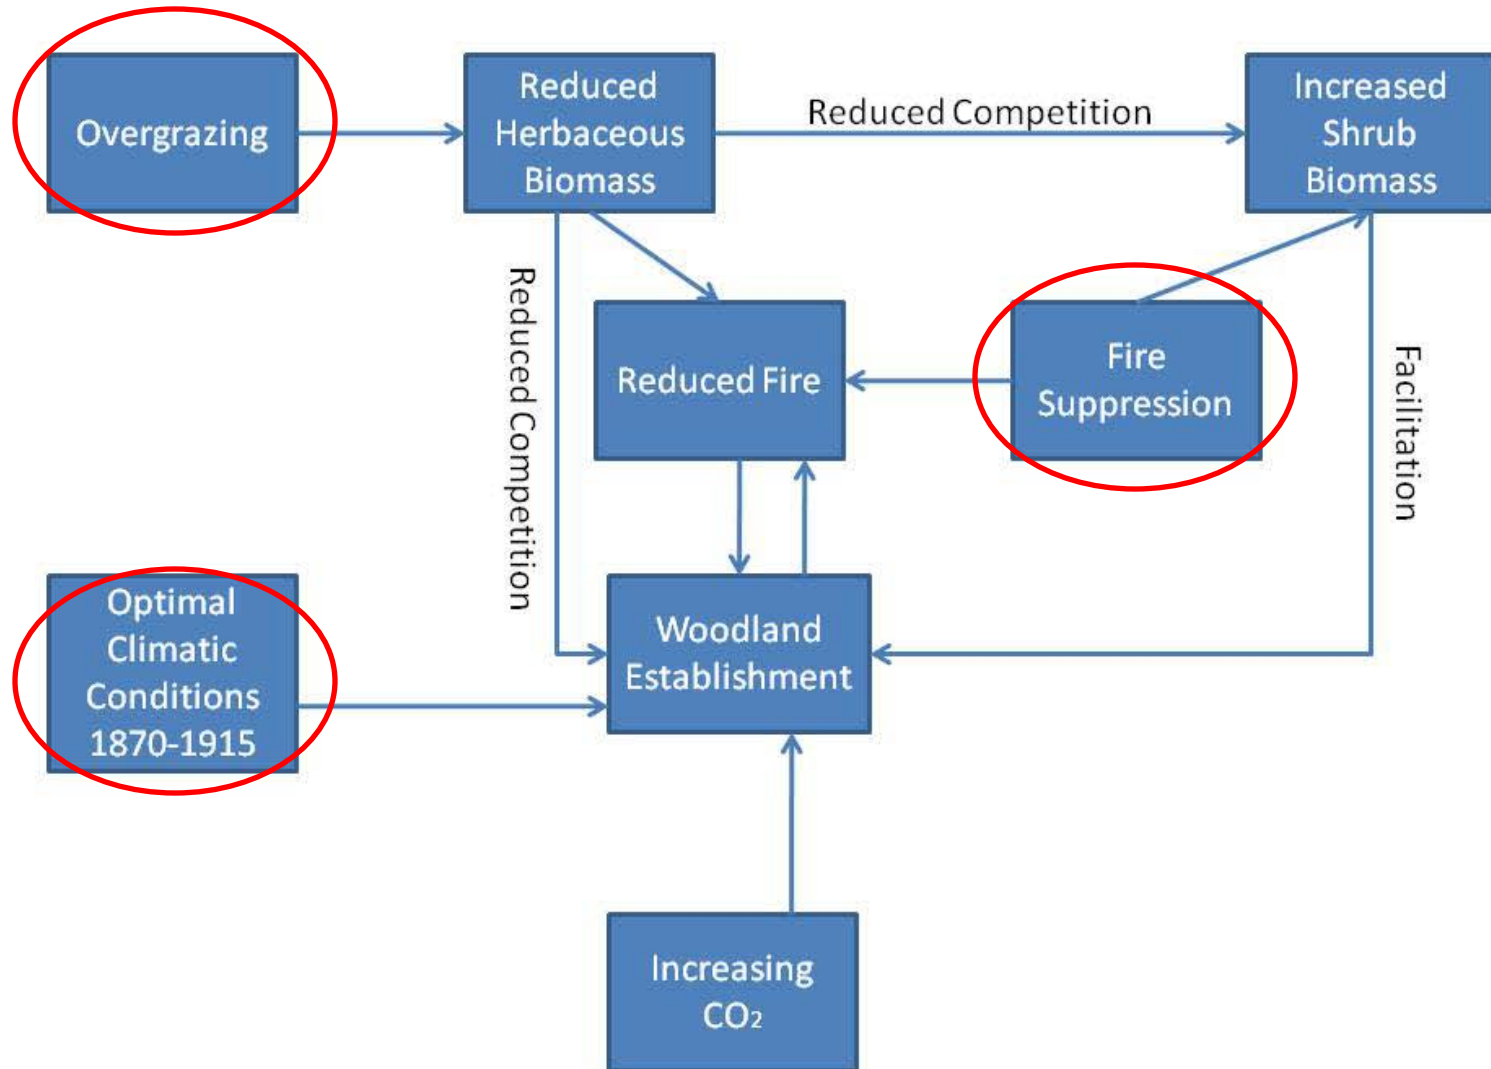 Overgrazing
Reduced
Herbaceous
Biomass
Reduced Competition
Increased
Shrub
Biomass
Reduced Competition
Reduced Fire
Fire
Suppression
Facilitation
Optimal
Climatic
Conditions
1870-1915
Woodland
Establishment
Increasing
CO₂